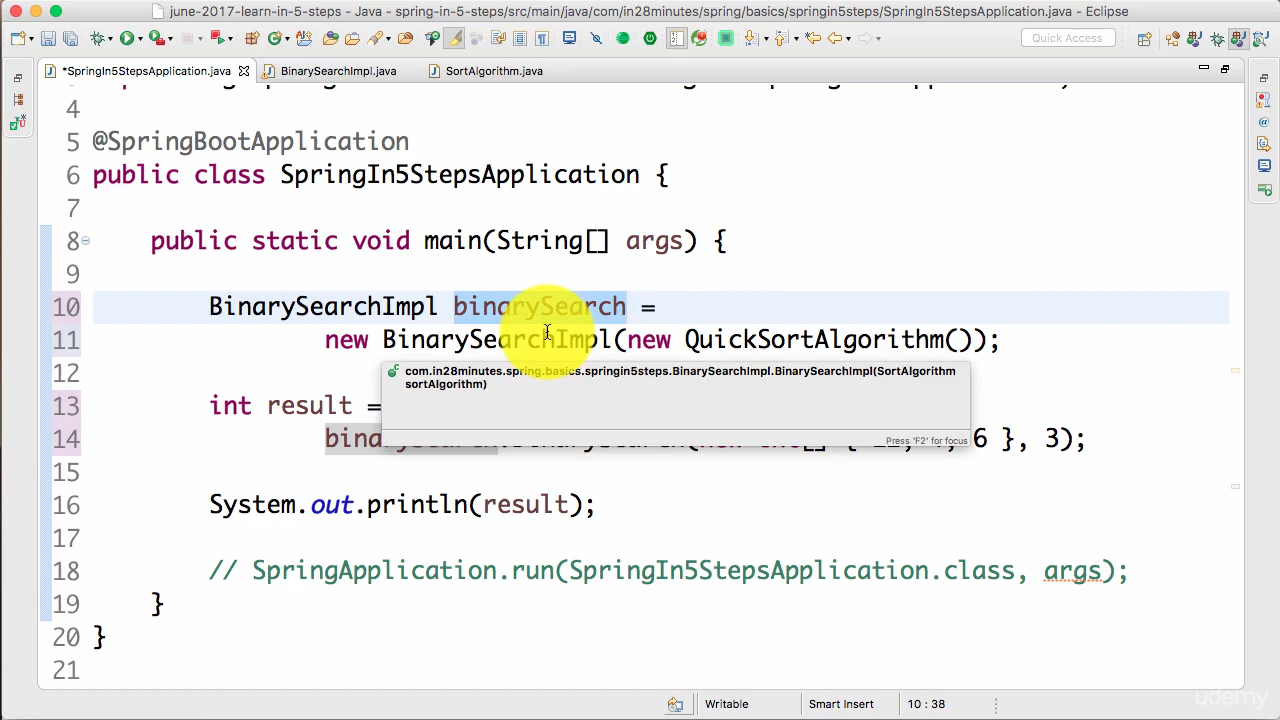 june-2017-learn-in-5-steps - Java - spring-in-5-steps/src/main/java/com/in28minutes/spring/basics/springin5steps/SpringIn5StepsApplication.java - Eclipse
Quick Access
*SpringIn5StepsApplication.java BinarySearchImpl.java SortAlgorithm.java
4
5 @SpringBootApplication
6 public class SpringIn5StepsApplication {
7
8 public static void main(String[] args) {
9
10 BinarySearchImpl binarySearch =
11 new BinarySearchImpl(new QuickSortAlgorithm());
12
com.in28minutes.spring.basics.springin5steps.BinarySearchImpl.BinarySearchImpl(SortAlgorithm
sortAlgorithm)
13 int result =
14 6 }, 3);
Press 'F2' for focus
15
16 System.out.println(result);
17
18 // SpringApplication.run(SpringIn5StepsApplication.class, args);
19 }
20 }
21
Writable Smart Insert 10 : 38
udemy